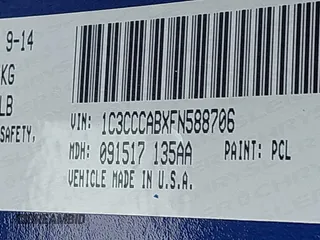 9-14
KG
LB
SAFETY,
VIN: 1C3CCCABXFN588706
MDH: 091517 135AA PAINT: PCL
VEHICLE MADE IN U.S.A.